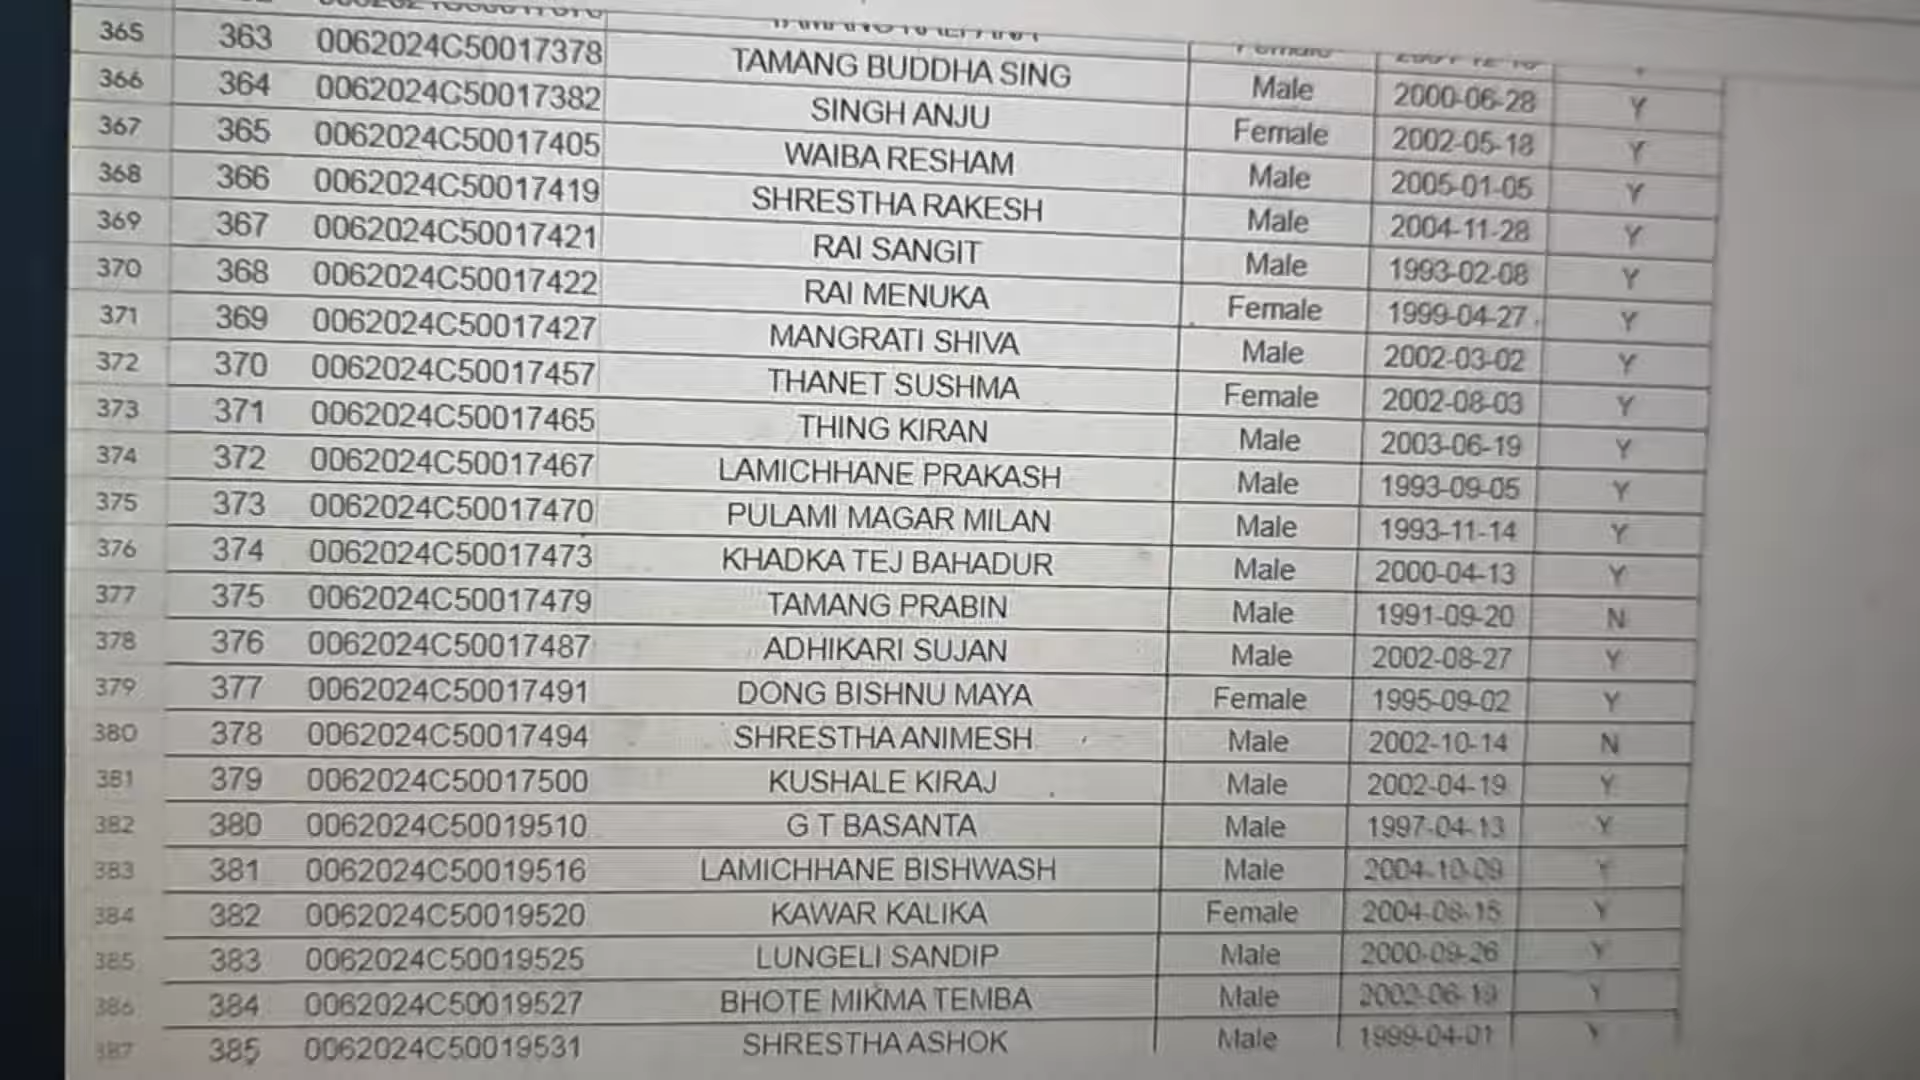 365 363 0062024C50017378 TAMANG BUDDHA SING Male 2000-06-28 Y
366 364 0062024C50017382 SINGH ANJU Female 2002-05-18 Y
367 365 0062024C50017405 WAIBA RESHAM Male 2005-01-05 Y
368 366 0062024C50017419 SHRESTHA RAKESH Male 2004-11-28 Y
369 367 0062024C50017421 RAI SANGIT Male 1993-02-08 Y
370 368 0062024C50017422 RAI MENUKA Female 1999-04-27 Y
371 369 0062024C50017427 MANGRATI SHIVA Male 2002-03-02 Y
372 370 0062024C50017457 THANET SUSHMA Female 2002-08-03 Y
373 371 0062024C50017465 THING KIRAN Male 2003-06-19 Y
374 372 0062024C50017467 LAMICHHANE PRAKASH Male 1993-09-05 Y
375 373 0062024C50017470 PULAMI MAGAR MILAN Male 1993-11-14 Y
376 374 0062024C50017473 KHADKA TEJ BAHADUR Male 2000-04-13 Y
377 375 0062024C50017479 TAMANG PRABIN Male 1991-09-20 N
378 376 0062024C50017487 ADHIKARI SUJAN Male 2002-08-27 Y
379 377 0062024C50017491 DONG BISHNU MAYA Female 1995-09-02 Y
380 378 0062024C50017494 SHRESTHA ANIMESH Male 2002-10-14 N
381 379 0062024C50017500 KUSHALE KIRAJ Male 2002-04-19 Y
382 380 0062024C50019510 G T BASANTA Male 1997-04-13 Y
383 381 0062024C50019516 LAMICHHANE BISHWASH Male 2004-10-09 Y
384 382 0062024C50019520 KAWAR KALIKA Female 2004-08-15 Y
385 383 0062024C50019525 LUNGELI SANDIP Male 2000-09-26 Y
386 384 0062024C50019527 BHOTE MIKMA TEMBA Male 2002-06-19 Y
387 385 0062024C50019531 SHRESTHA ASHOK Male 1999-04-01 Y